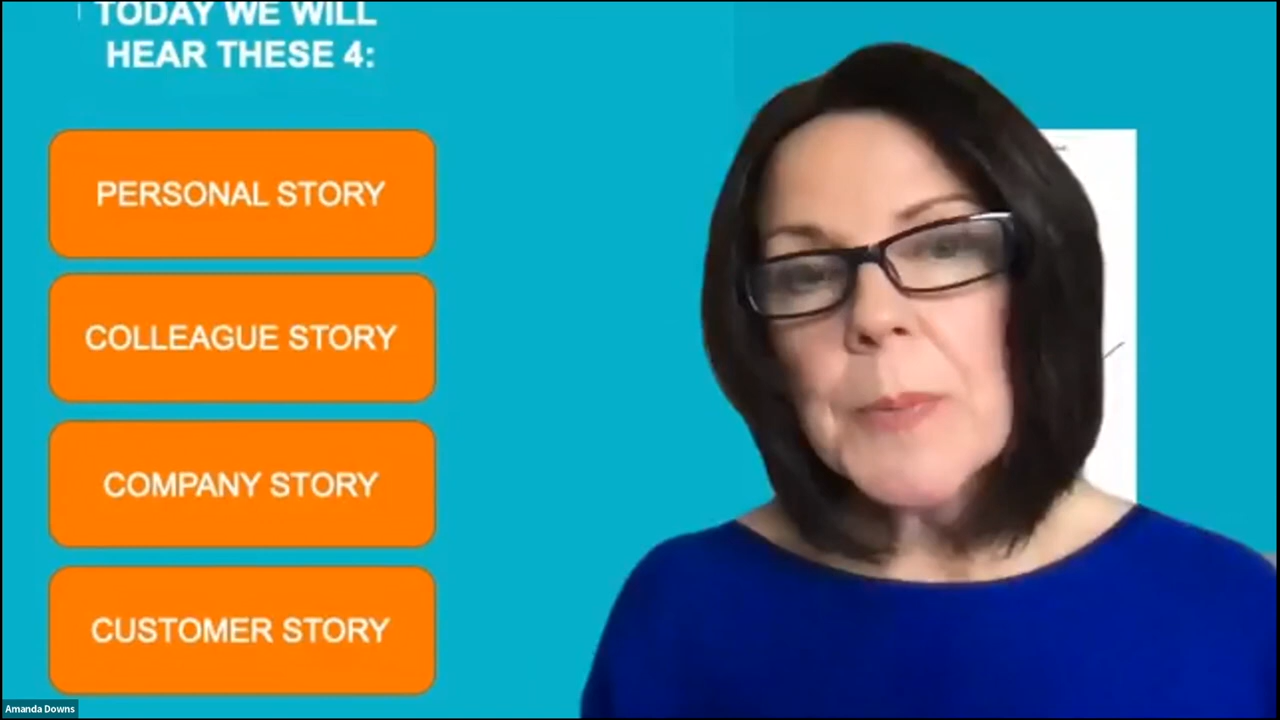 TODAY WE WILL
HEAR THESE 4:
PERSONAL STORY
COLLEAGUE STORY
COMPANY STORY
CUSTOMER STORY
Amanda Downs